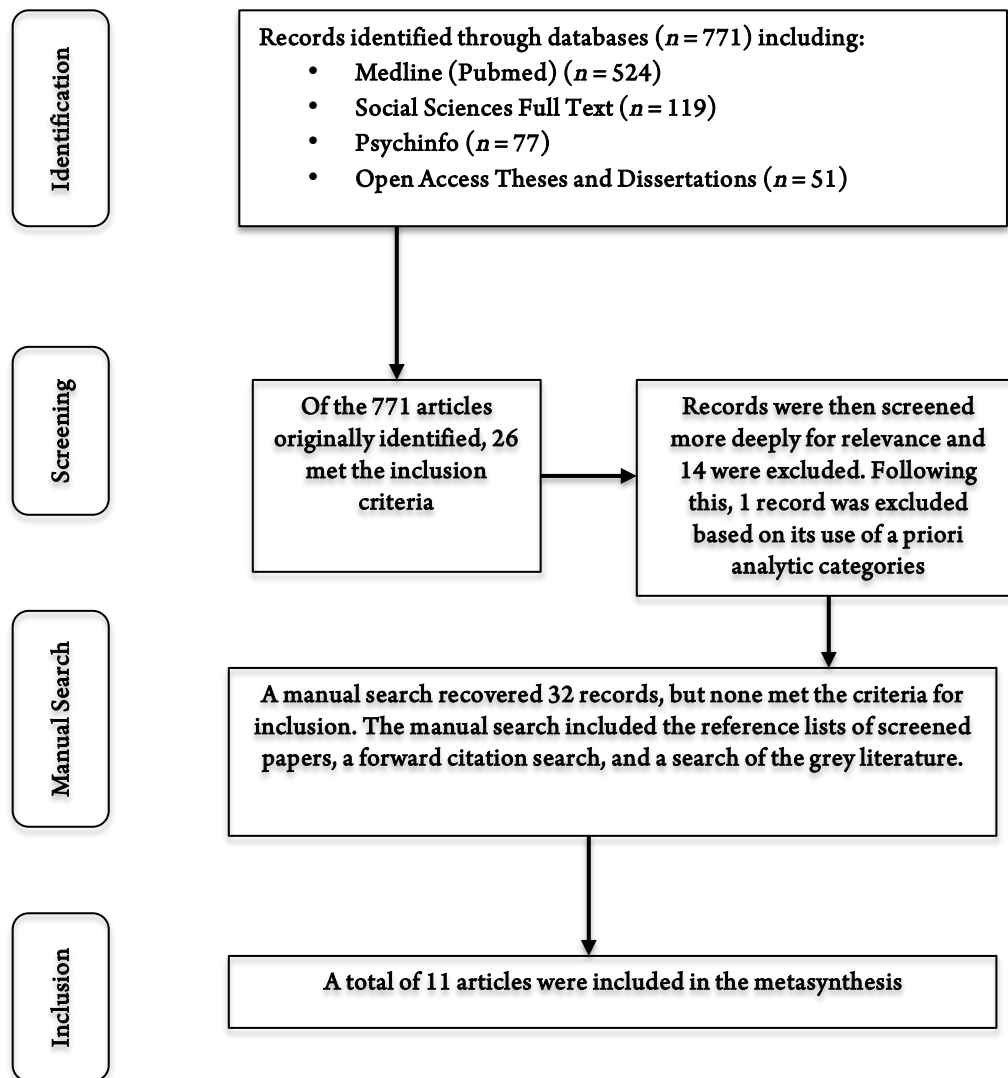 Identification
Records identified through databases (n = 771) including:
• Medline (Pubmed) (n = 524)
• Social Sciences Full Text (n = 119)
• Psychinfo (n = 77)
• Open Access Theses and Dissertations (n = 51)
Screening
Of the 771 articles
originally identified, 26
met the inclusion
criteria
Records were then screened
more deeply for relevance and
14 were excluded. Following
this, 1 record was excluded
based on its use of a priori
analytic categories
Manual Search
A manual search recovered 32 records, but none met the criteria for
inclusion. The manual search included the reference lists of screened
papers, a forward citation search, and a search of the grey literature.
Inclusion
A total of 11 articles were included in the metasynthesis